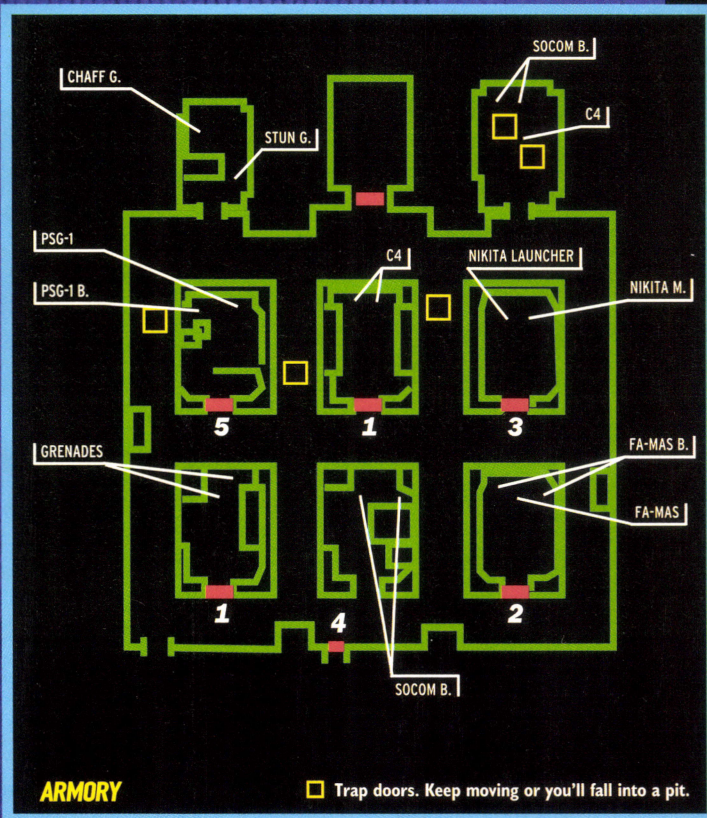 SOCOM B.
CHAFF G.
C4
STUN G.
PSG-1
C4
NIKITA LAUNCHER
PSG-1 B.
NIKITA M.
5
1
3
GRENADES
FA-MAS B.
FA-MAS
1
4
2
SOCOM B.
ARMORY
Trap doors. Keep moving or you'll fall into a pit.